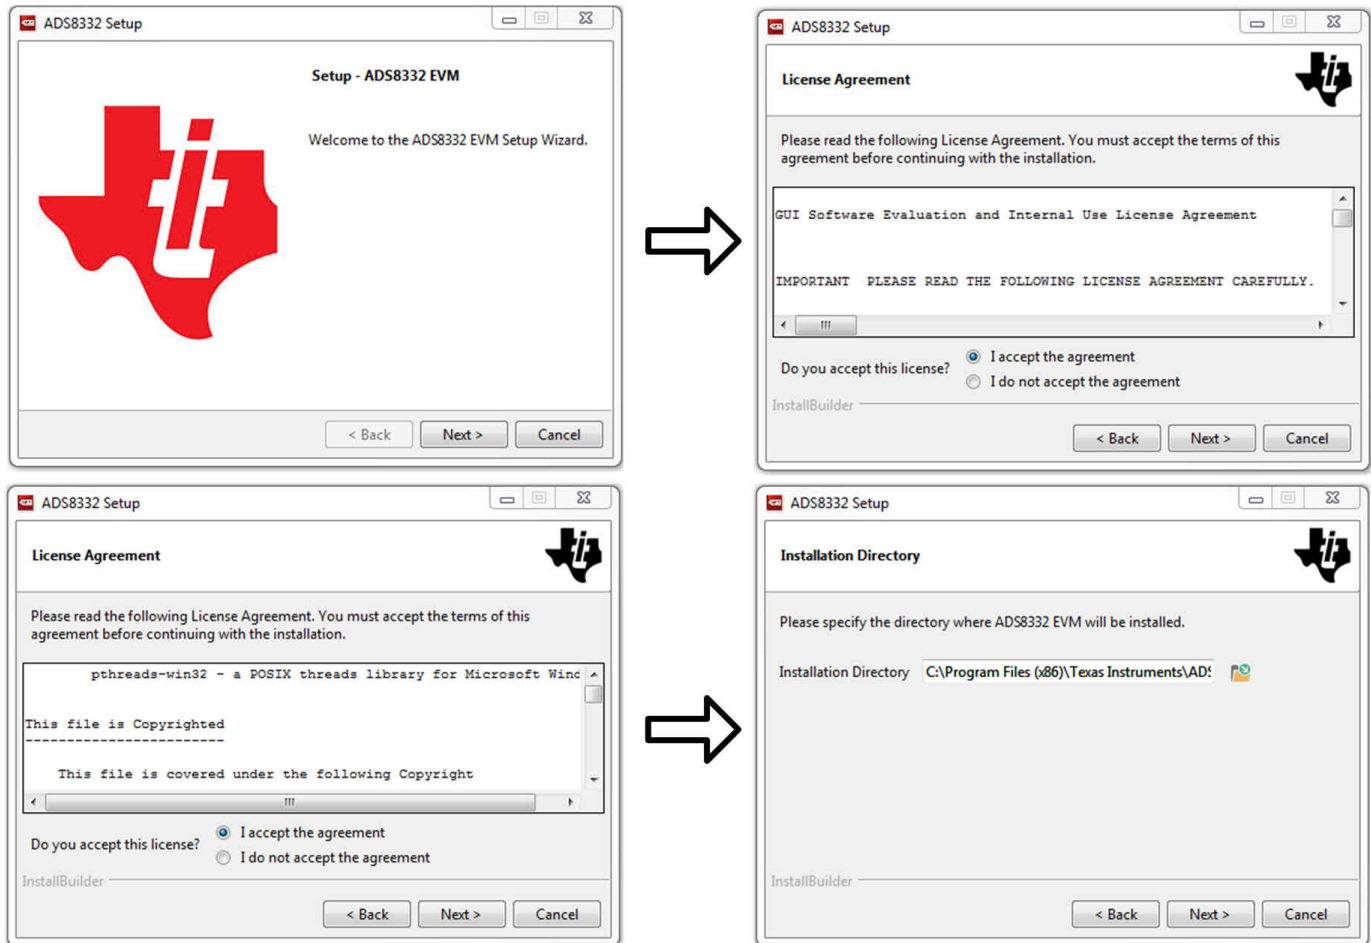 ADS8332 Setup
Setup - ADS8332 EVM
Welcome to the ADS8332 EVM Setup Wizard.
< Back
Next >
Cancel
ADS8332 Setup
License Agreement
Please read the following License Agreement. You must accept the terms of this
agreement before continuing with the installation.
GUI Software Evaluation and Internal Use License Agreement
IMPORTANT  PLEASE READ THE FOLLOWING LICENSE AGREEMENT CAREFULLY.
Do you accept this license?
I accept the agreement
I do not accept the agreement
InstallBuilder
< Back
Next >
Cancel
ADS8332 Setup
License Agreement
Please read the following License Agreement. You must accept the terms of this
agreement before continuing with the installation.
pthreads-win32 - a POSIX threads library for Microsoft Wind
This file is Copyrighted
------------------------
This file is covered under the following Copyright
Do you accept this license?
I accept the agreement
I do not accept the agreement
InstallBuilder
< Back
Next >
Cancel
ADS8332 Setup
Installation Directory
Please specify the directory where ADS8332 EVM will be installed.
Installation Directory C:\Program Files (x86)\Texas Instruments\ADS
InstallBuilder
< Back
Next >
Cancel